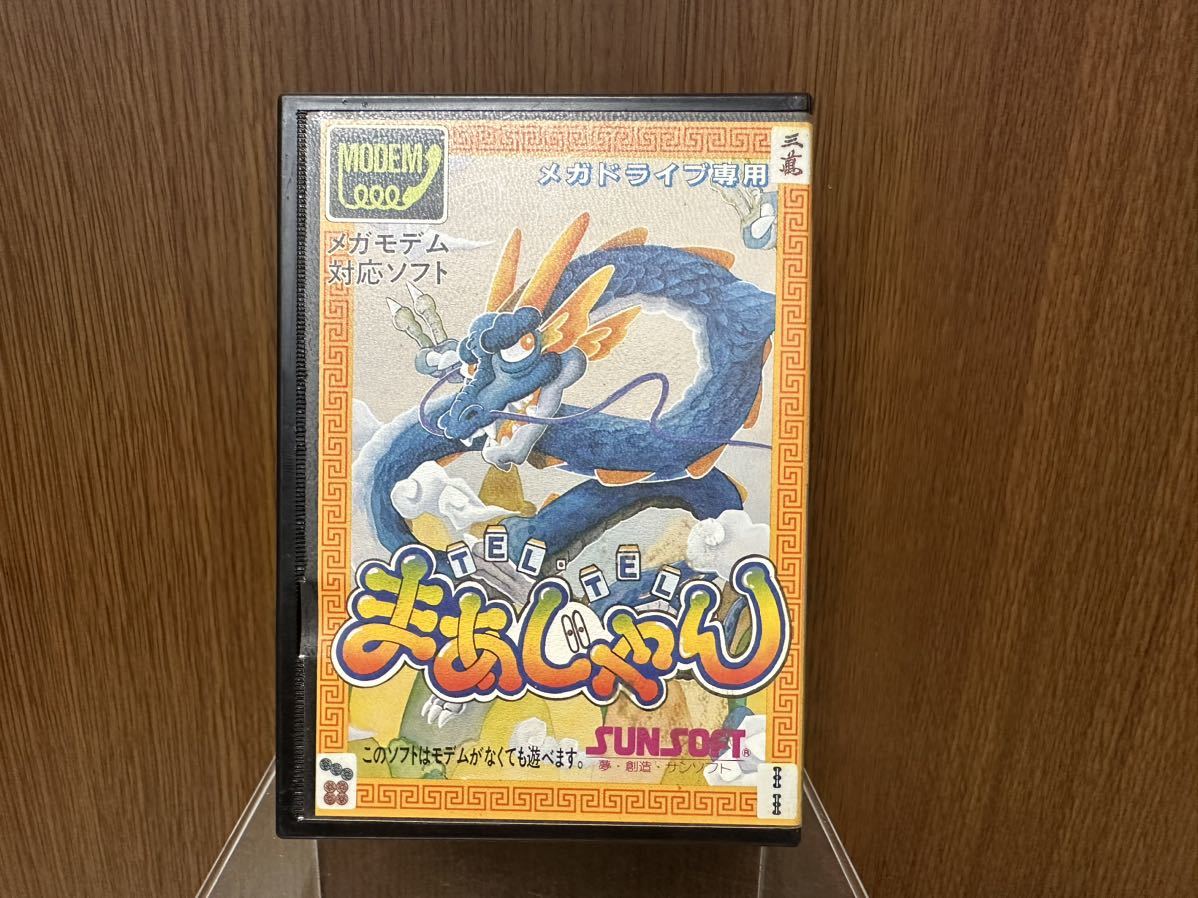 MODEM
三萬
メガドライブ専用
メガモデム
対応ソフト
TEL・TEL
まあじゃん
このソフトはモデムがなくても遊べます。
SUNSOFT®
夢・創造・サンソフト